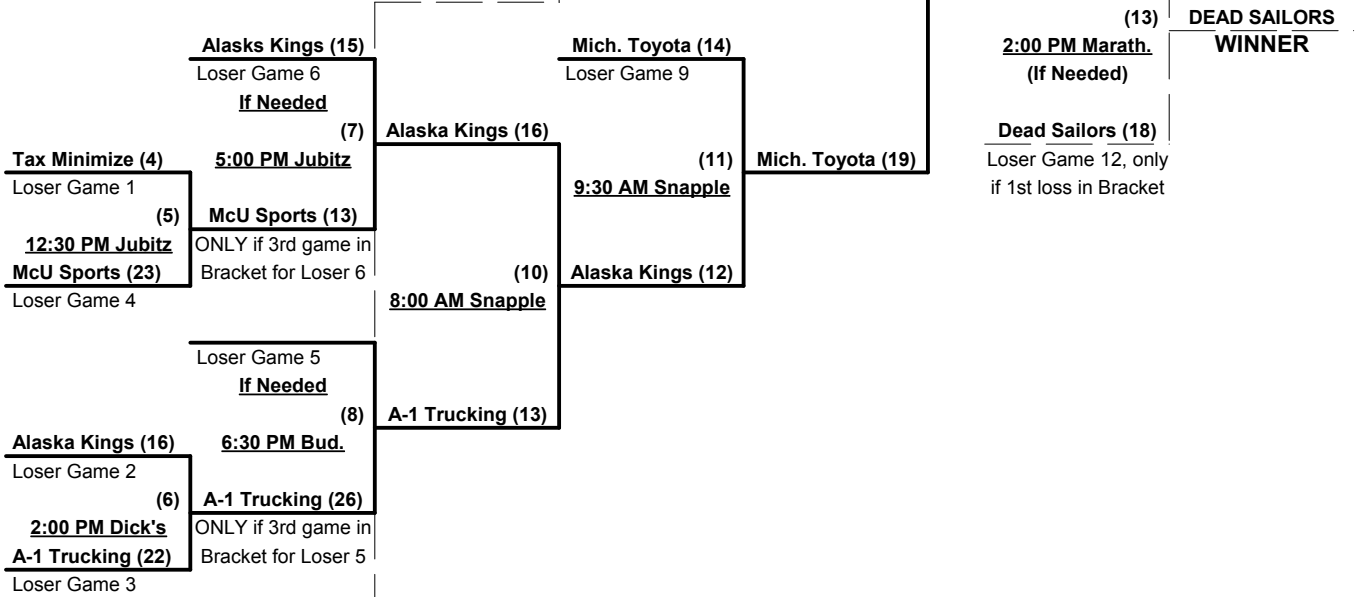 Alasks Kings (15)
Loser Game 6
If Needed
(7)
5:00 PM Jubitz
Tax Minimize (4)
Loser Game 1
(5)
12:30 PM Jubitz
McU Sports (23)
Loser Game 4
McU Sports (13)
ONLY if 3rd game in
Bracket for Loser 6
Alaska Kings (16)
Loser Game 5
If Needed
(8)
6:30 PM Bud.
Alaska Kings (16)
Loser Game 2
(6)
2:00 PM Dick's
A-1 Trucking (22)
Loser Game 3
A-1 Trucking (26)
ONLY if 3rd game in
Bracket for Loser 5
A-1 Trucking (13)
(10)
8:00 AM Snapple
Mich. Toyota (14)
Loser Game 9
(11)
9:30 AM Snapple
Alaska Kings (12)
Mich. Toyota (19)
(13)
2:00 PM Marath.
(If Needed)
Dead Sailors (18)
Loser Game 12, only
if 1st loss in Bracket
DEAD SAILORS
WINNER